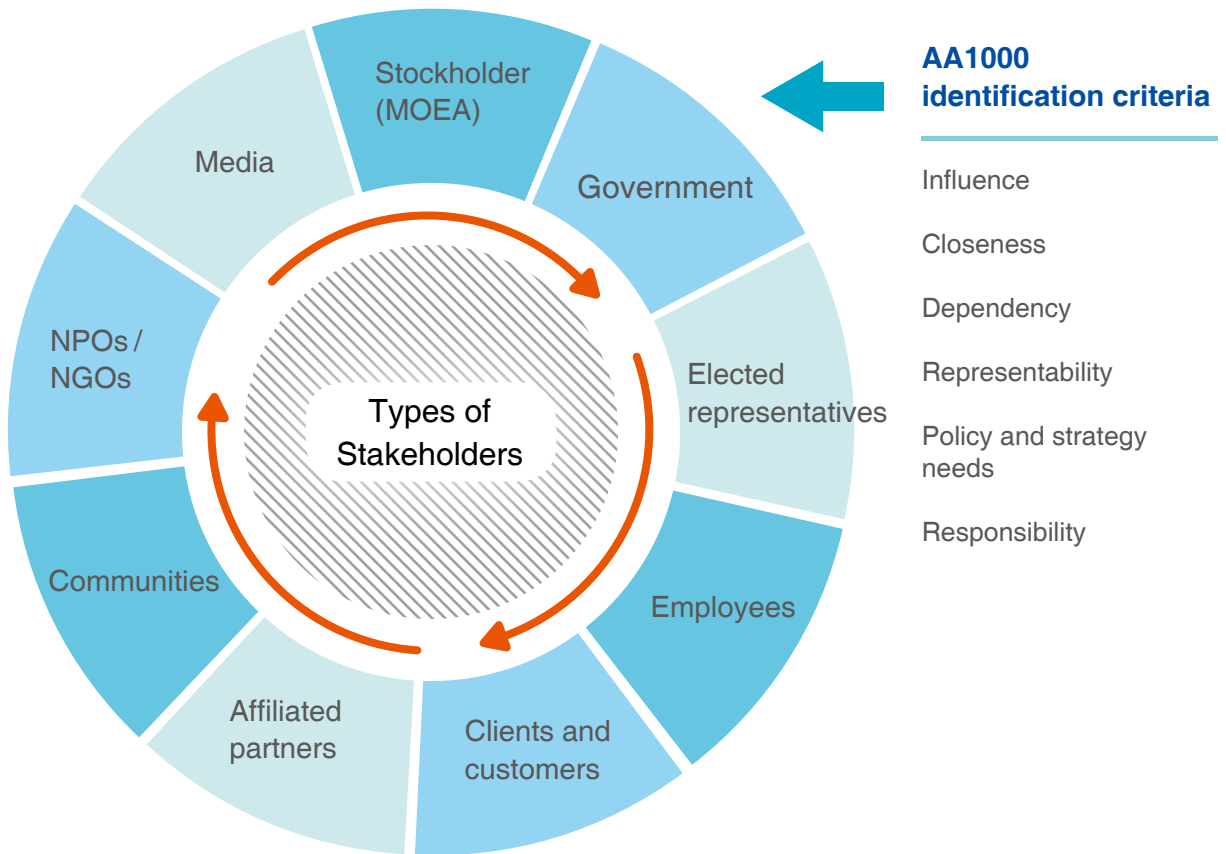 Stockholder
(MOEA)
Government
Elected
representatives
Employees
Clients and
customers
Affiliated
partners
Communities
NPOs /
NGOs
Media
Types of
Stakeholders
AA1000
identification criteria
Influence
Closeness
Dependency
Representability
Policy and strategy
needs
Responsibility